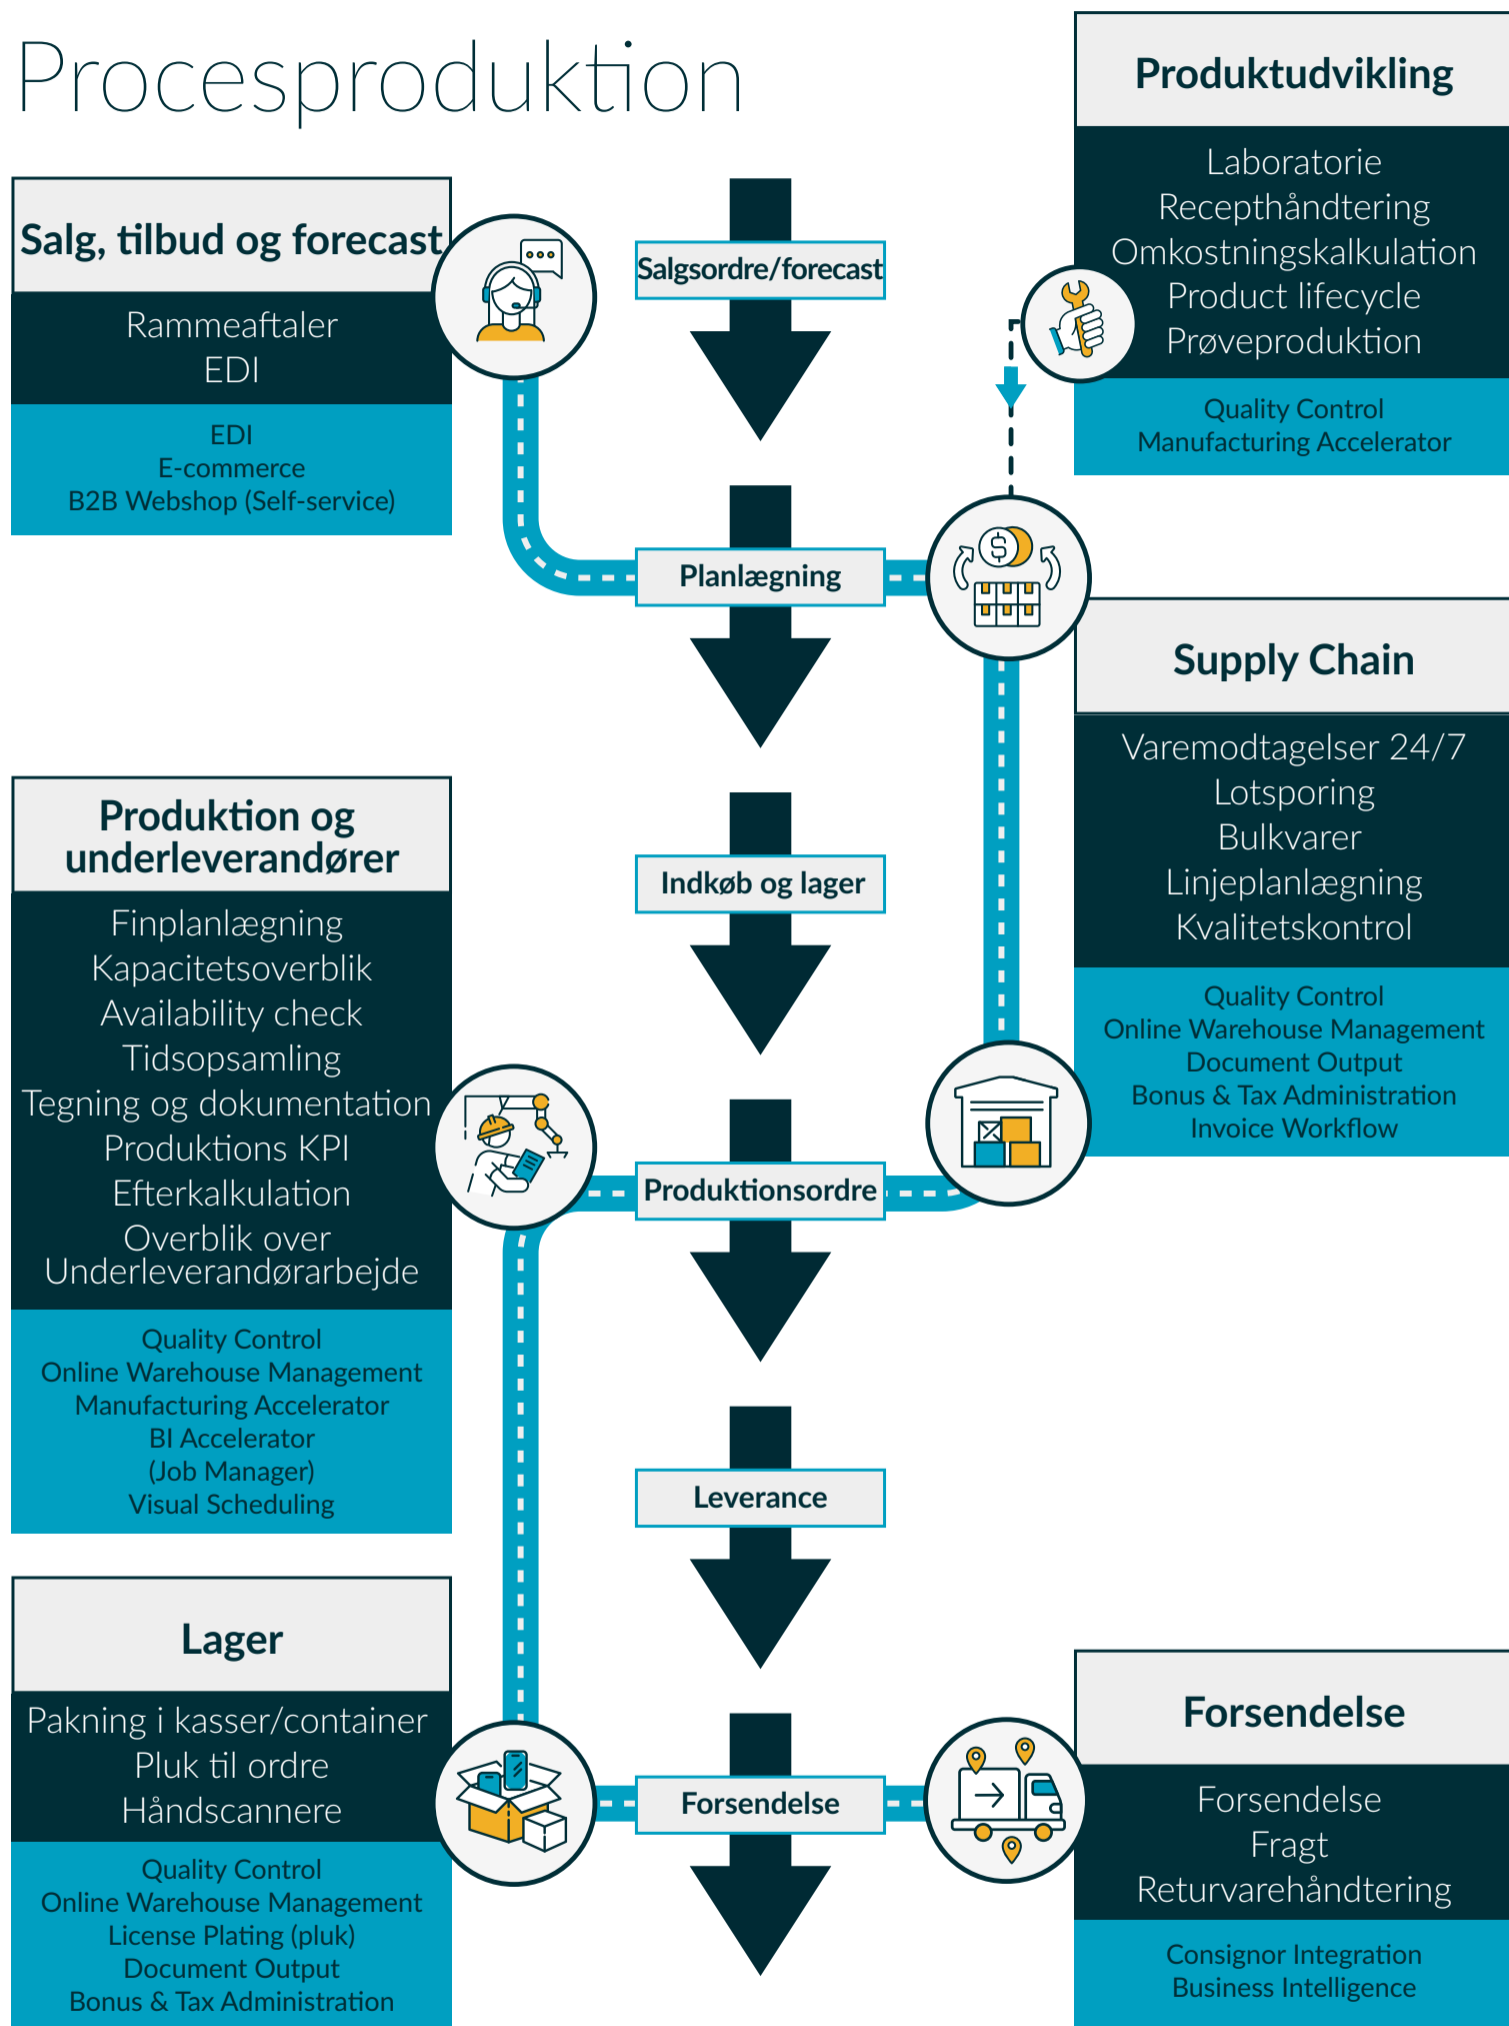 Procesproduktion
Salg, tilbud og forecast
Rammeaftaler
EDI
EDI
E-commerce
B2B Webshop (Self-service)
Produktudvikling
Laboratorie
Recepthåndtering
Omkostningskalkulation
Product lifecycle
Prøveproduktion
Quality Control
Manufacturing Accelerator
Salgsordre/forecast
Planlægning
Indkøb og lager
Produktionsordre
Leverance
Forsendelse
Supply Chain
Varemodtagelser 24/7
Lotsporing
Bulkvarer
Linjeplanlægning
Kvalitetskontrol
Quality Control
Online Warehouse Management
Document Output
Bonus & Tax Administration
Invoice Workflow
Produktion og
underleverandører
Finplanlægning
Kapacitetsoverblik
Availability check
Tidsopsamling
Tegning og dokumentation
Produktions KPI
Efterkalkulation
Overblik over
Underleverandørarbejde
Quality Control
Online Warehouse Management
Manufacturing Accelerator
BI Accelerator
(Job Manager)
Visual Scheduling
Lager
Pakning i kasser/container
Pluk til ordre
Håndscannere
Quality Control
Online Warehouse Management
License Plating (pluk)
Document Output
Bonus & Tax Administration
Forsendelse
Forsendelse
Fragt
Returvarehåndtering
Consignor Integration
Business Intelligence